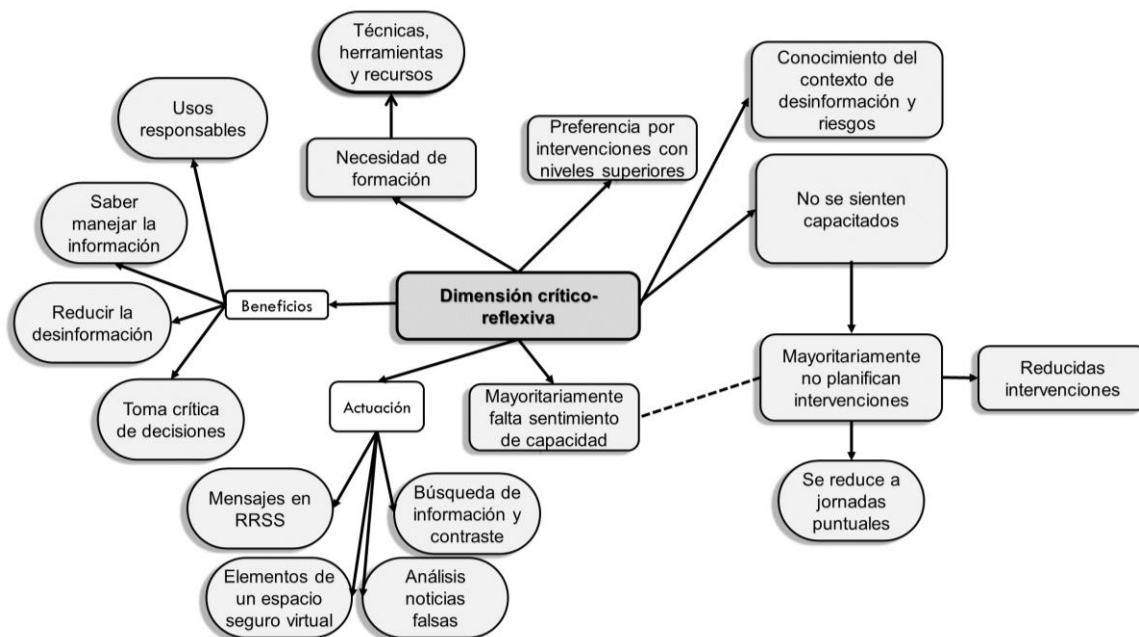 Técnicas,
herramientas
y recursos
Conocimiento del
contexto de
desinformación y
riesgos
Usos
responsables
Preferencia por
intervenciones con
niveles superiores
Necesidad de
formación
No se sienten
capacitados
Saber
manejar la
información
Beneficios
Dimensión crítico-
reflexiva
Reducir la
desinformación
Mayoritariamente
no planifican
intervenciones
Reducidas
intervenciones
Toma crítica
de decisiones
Actuación
Mayoritariamente
falta sentimiento
de capacidad
Mensajes en
RRSS
Búsqueda de
información y
contraste
Se reduce a
jornadas
puntuales
Elementos de
un espacio
seguro virtual
Análisis
noticias
falsas